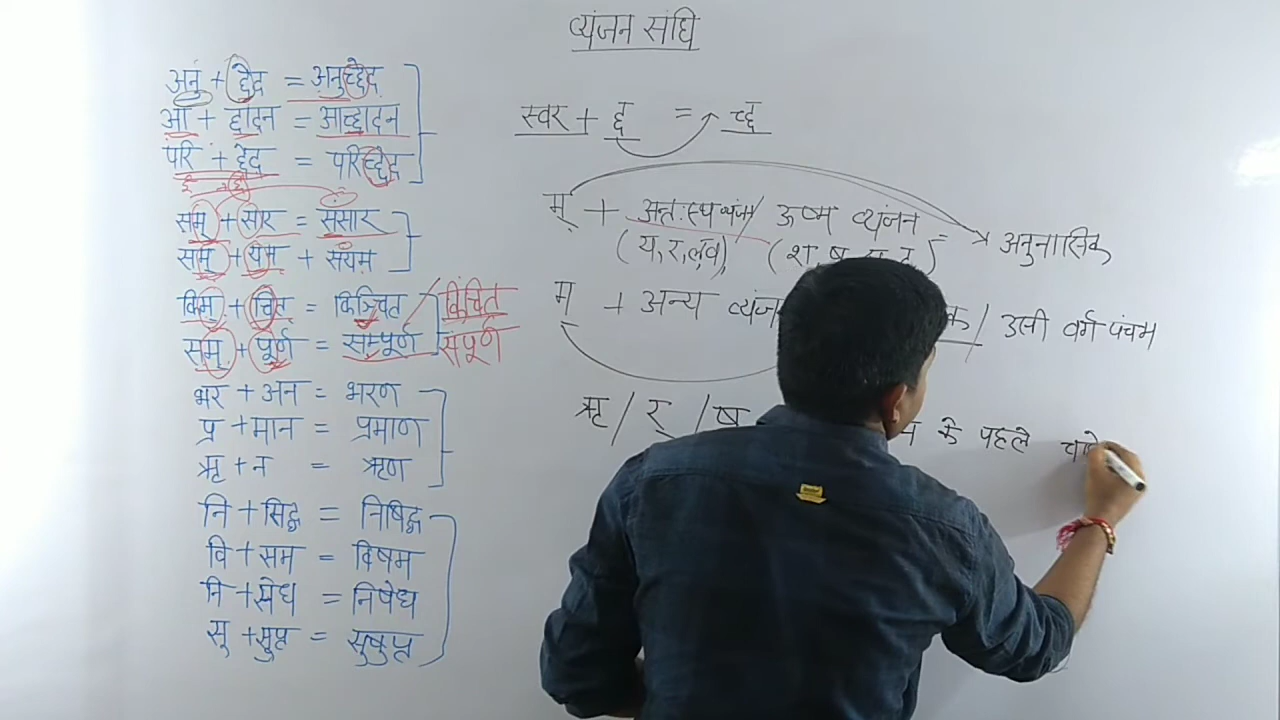 व्यंजन संधि
अनु + छेद = अनुच्छेद
आ + छादन = आच्छादन
परि + छेद = परिच्छेद
सम् + सार = संसार
सम् + यम + संयम
किम् + चित = किञ्चित / किंचित
सम् + पूर्ण = सम्पूर्ण / संपूर्ण
भर + अन = भरण
प्र + मान = प्रमाण
ऋ + न = ऋण
नि + सिद्ध = निषिद्ध
वि + सम = विषम
नि + सेध = निषेध
सु + सुप्त = सुषुप्त
स्वर + छ = च्छ
म् + अन्तःस्थ व्यंजन / ऊष्म व्यंजन → अनुनासिक
(य, र, ल, व), (श, ष,
म + अन्य / उसी वर्ग पंचम
ऋ / र् / ष के पहले